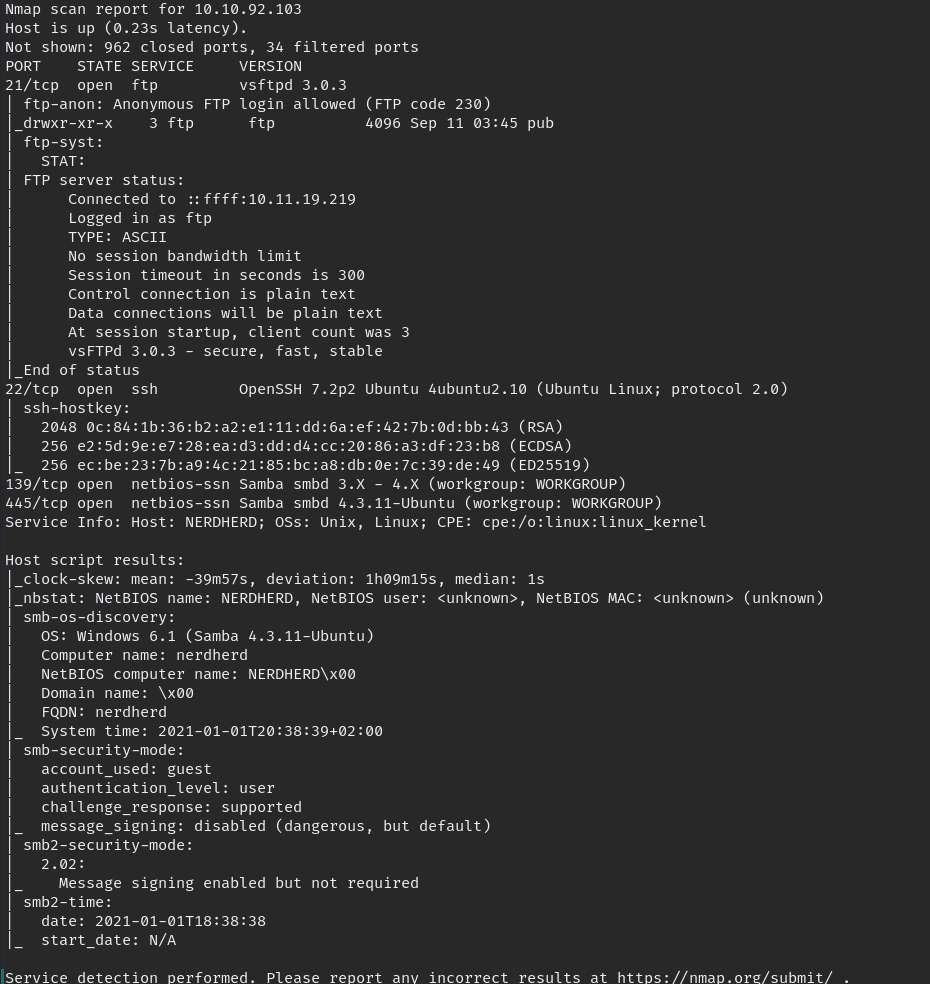 Nmap scan report for 10.10.92.103
Host is up (0.23s latency).
Not shown: 962 closed ports, 34 filtered ports
PORT    STATE SERVICE     VERSION
21/tcp  open  ftp         vsftpd 3.0.3
| ftp-anon: Anonymous FTP login allowed (FTP code 230)
|_drwxr-xr-x    3 ftp      ftp          4096 Sep 11 03:45 pub
| ftp-syst:
|   STAT:
| FTP server status:
|      Connected to ::ffff:10.11.19.219
|      Logged in as ftp
|      TYPE: ASCII
|      No session bandwidth limit
|      Session timeout in seconds is 300
|      Control connection is plain text
|      Data connections will be plain text
|      At session startup, client count was 3
|      vsFTPd 3.0.3 - secure, fast, stable
|_End of status
22/tcp  open  ssh         OpenSSH 7.2p2 Ubuntu 4ubuntu2.10 (Ubuntu Linux; protocol 2.0)
| ssh-hostkey:
|   2048 0c:84:1b:36:b2:a2:e1:11:dd:6a:ef:42:7b:0d:bb:43 (RSA)
|   256 e2:5d:9e:e7:28:ea:d3:dd:d4:cc:20:86:a3:df:23:b8 (ECDSA)
|_  256 ec:be:23:7b:a9:4c:21:85:bc:a8:db:0e:7c:39:de:49 (ED25519)
139/tcp open  netbios-ssn Samba smbd 3.X - 4.X (workgroup: WORKGROUP)
445/tcp open  netbios-ssn Samba smbd 4.3.11-Ubuntu (workgroup: WORKGROUP)
Service Info: Host: NERDHERD; OSs: Unix, Linux; CPE: cpe:/o:linux:linux_kernel

Host script results:
|_clock-skew: mean: -39m57s, deviation: 1h09m15s, median: 1s
|_nbstat: NetBIOS name: NERDHERD, NetBIOS user: <unknown>, NetBIOS MAC: <unknown> (unknown)
| smb-os-discovery:
|   OS: Windows 6.1 (Samba 4.3.11-Ubuntu)
|   Computer name: nerdherd
|   NetBIOS computer name: NERDHERD\x00
|   Domain name: \x00
|   FQDN: nerdherd
|_  System time: 2021-01-01T20:38:39+02:00
| smb-security-mode:
|   account_used: guest
|   authentication_level: user
|   challenge_response: supported
|_  message_signing: disabled (dangerous, but default)
| smb2-security-mode:
|   2.02:
|_    Message signing enabled but not required
| smb2-time:
|   date: 2021-01-01T18:38:38
|_  start_date: N/A

Service detection performed. Please report any incorrect results at https://nmap.org/submit/ .